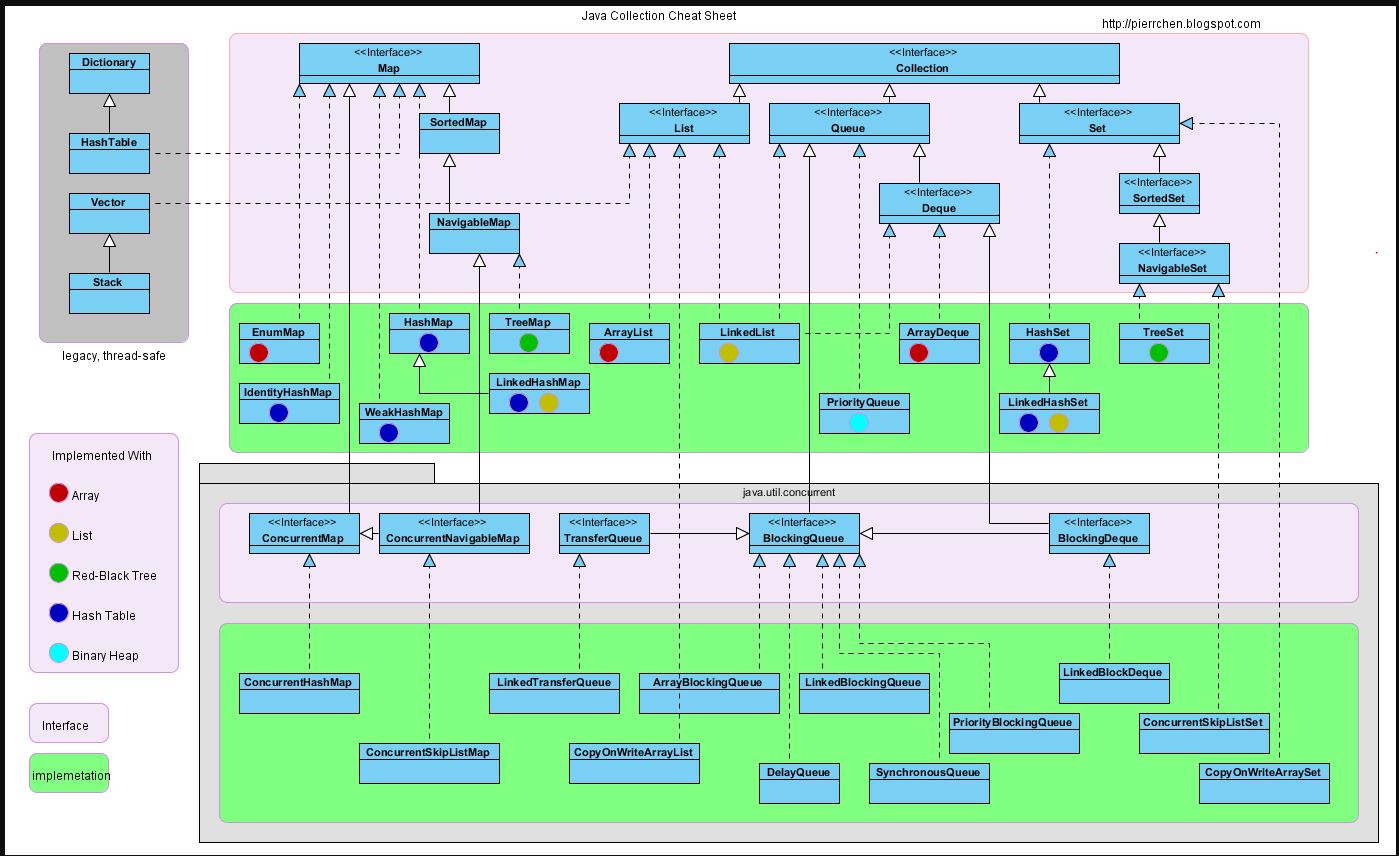 Java Collection Cheat Sheet
http://pierrchen.blogspot.com
Dictionary
HashTable
Vector
Stack
legacy, thread-safe
<<Interface>>
Map
<<Interface>>
Collection
SortedMap
<<Interface>>
List
<<Interface>>
Queue
<<Interface>>
Set
NavigableMap
<<Interface>>
Deque
<<Interface>>
SortedSet
<<Interface>>
NavigableSet
EnumMap
HashMap
TreeMap
ArrayList
LinkedList
ArrayDeque
HashSet
TreeSet
IdentityHashMap
WeakHashMap
LinkedHashMap
PriorityQueue
LinkedHashSet
Implemented With
Array
List
Red-Black Tree
Hash Table
Binary Heap
Interface
implemetation
java.util.concurrent
<<Interface>>
ConcurrentMap
<<Interface>>
ConcurrentNavigableMap
<<Interface>>
TransferQueue
<<Interface>>
BlockingQueue
<<Interface>>
BlockingDeque
ConcurrentHashMap
LinkedTransferQueue
ArrayBlockingQueue
LinkedBlockingQueue
LinkedBlockDeque
PriorityBlockingQueue
ConcurrentSkipListSet
ConcurrentSkipListMap
CopyOnWriteArrayList
DelayQueue
SynchronousQueue
CopyOnWriteArraySet